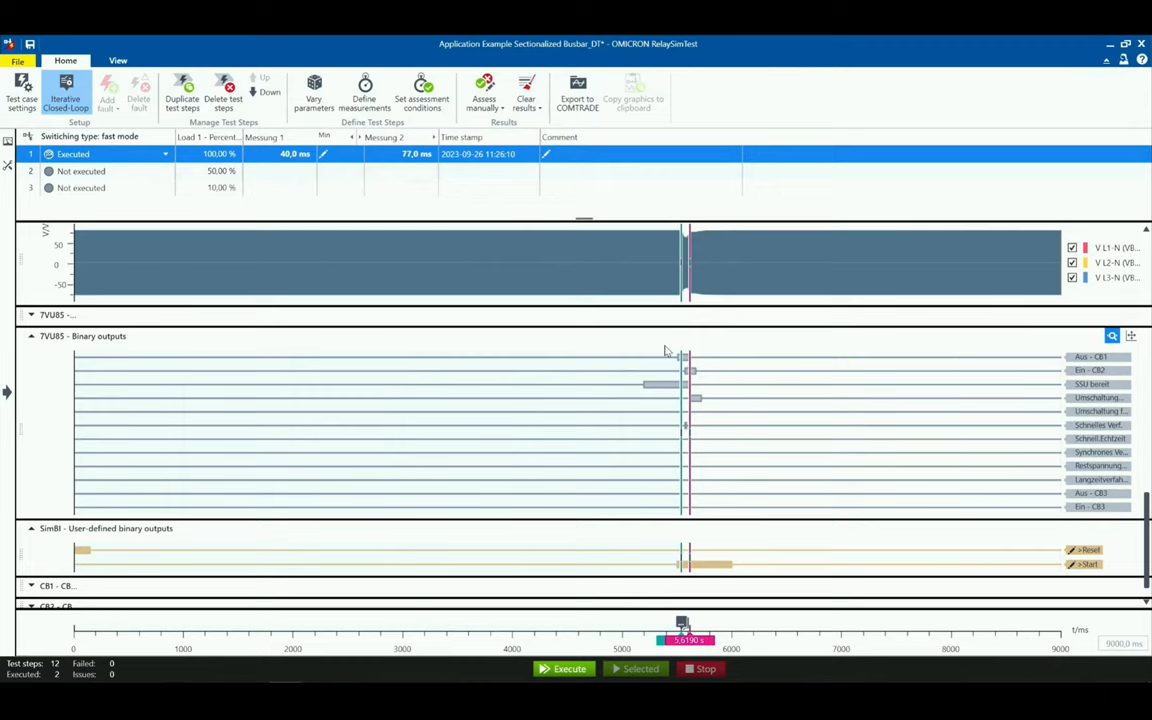 Application Example Sectionalized Busbar_DT* - OMICRON RelaySimTest
File Home View
Test case settings
Iterative Closed-Loop
Add fault
Delete fault
Duplicate test steps
Delete test steps
Up
Down
Vary parameters
Define measurements
Set assessment conditions
Assess manually
Clear results
Export to COMTRADE
Copy graphics to clipboard
Setup Manage Test Steps Define Test Steps Results
Switching type: fast mode Load 1 - Percent... Messung 1 Min Messung 2 Time stamp Comment
1 Executed 100,00 % 40,0 ms 77,0 ms 2023-09-26 11:26:10
2 Not executed 50,00 %
3 Not executed 10,00 %
V/V
50
0
-50
V L1-N (VB...
V L2-N (VB...
V L3-N (VB...
7VU85 -...
7VU85 - Binary outputs
Aus - CB1
Ein - CB2
SSU bereit
Umschaltung...
Umschaltung f...
Schnelles Verf.
Schnell.Echtzeit
Synchrones Ve...
Restspannung...
Langzeitverfah...
Aus - CB3
Ein - CB3
SimBI - User-defined binary outputs
>Reset
>Start
CB1 - CB...
CB2 - CB
5,6190 s
t/ms
0 1000 2000 3000 4000 5000 6000 7000 8000 9000
9000,0 ms
Test steps: 12 Failed: 0
Executed: 2 Issues: 0
Execute Selected Stop